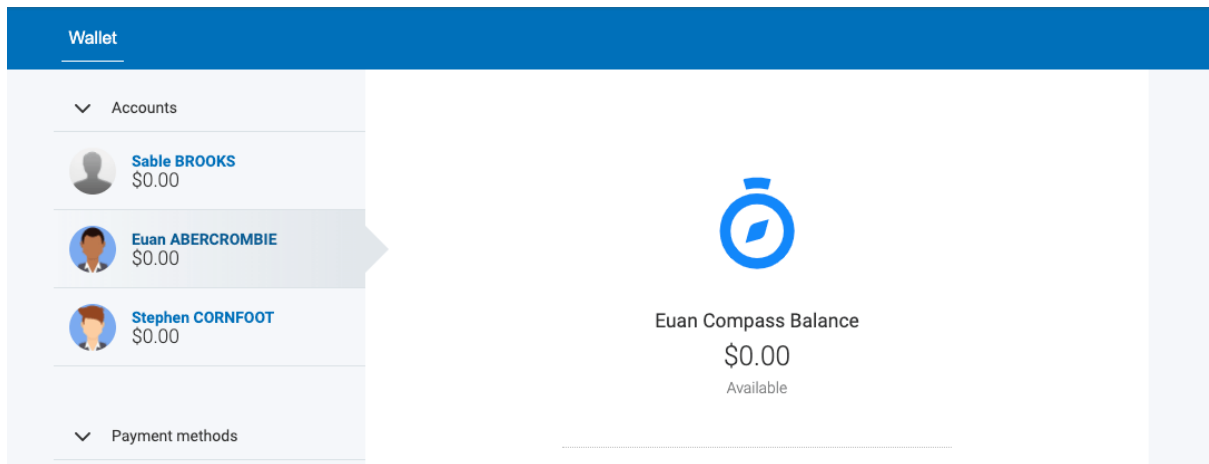 Wallet
Accounts
Sable BROOKS
$0.00
Euan ABERCROMBIE
$0.00
Stephen CORNFOOT
$0.00
Payment methods
Euan Compass Balance
$0.00
Available